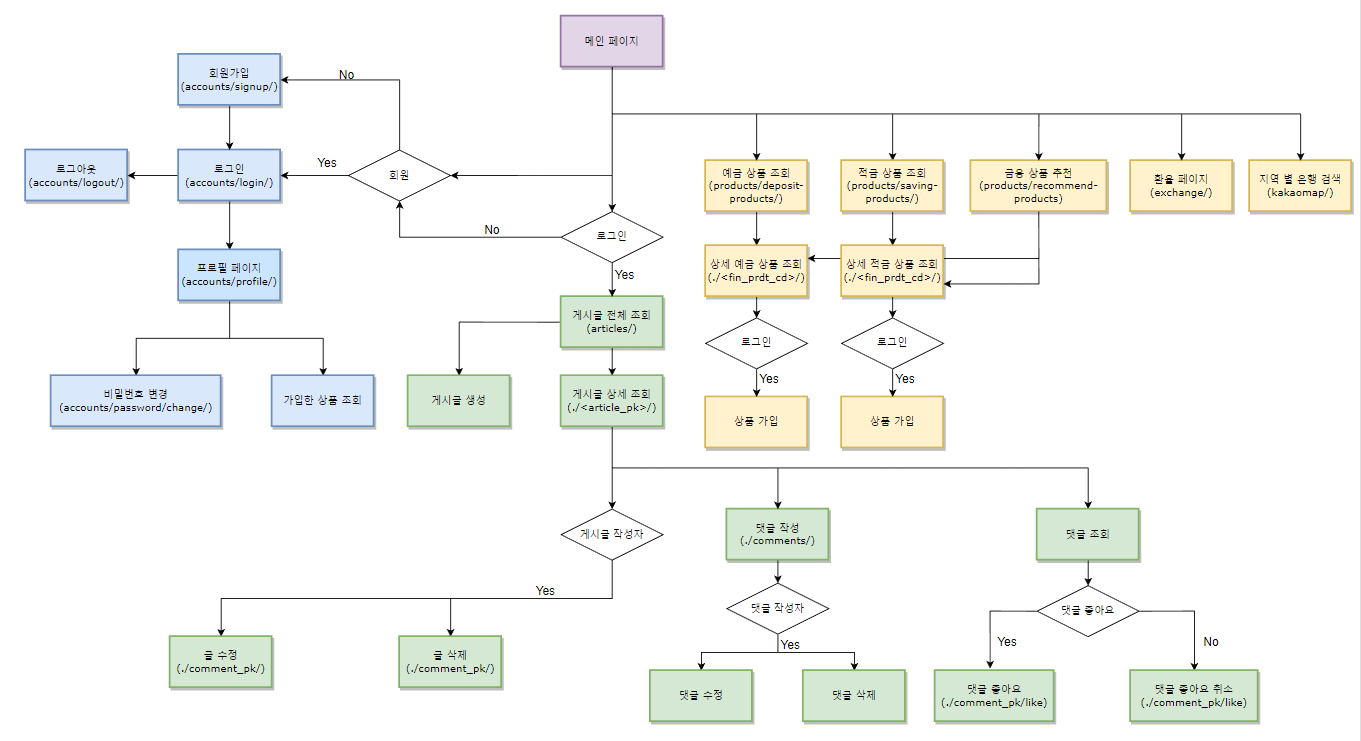 메인 페이지
회원가입
(accounts/signup/)
No
로그아웃
(accounts/logout/)
로그인
(accounts/login/)
Yes
회원
예금 상품 조회
(products/deposit-
products/)
적금 상품 조회
(products/saving-
products/)
금융 상품 추천
(products/recommend-
products)
환율 페이지
(exchange/)
지역 별 은행 검색
(kakaomap/)
No
로그인
Yes
프로필 페이지
(accounts/profile/)
상세 예금 상품 조회
(./<fin_prdt_cd>/)
상세 적금 상품 조회
(./<fin_prdt_cd>/)
게시글 전체 조회
(articles/)
로그인
로그인
Yes
Yes
비밀번호 변경
(accounts/password/change/)
가입한 상품 조회
게시글 생성
게시글 상세 조회
(./<article_pk>/)
상품 가입
상품 가입
게시글 작성자
댓글 작성
(./comments/)
댓글 조회
Yes
댓글 작성자
댓글 좋아요
Yes
Yes
No
글 수정
(./comment_pk/)
글 삭제
(./comment_pk/)
댓글 수정
댓글 삭제
댓글 좋아요
(./comment_pk/like)
댓글 좋아요 취소
(./comment_pk/like)